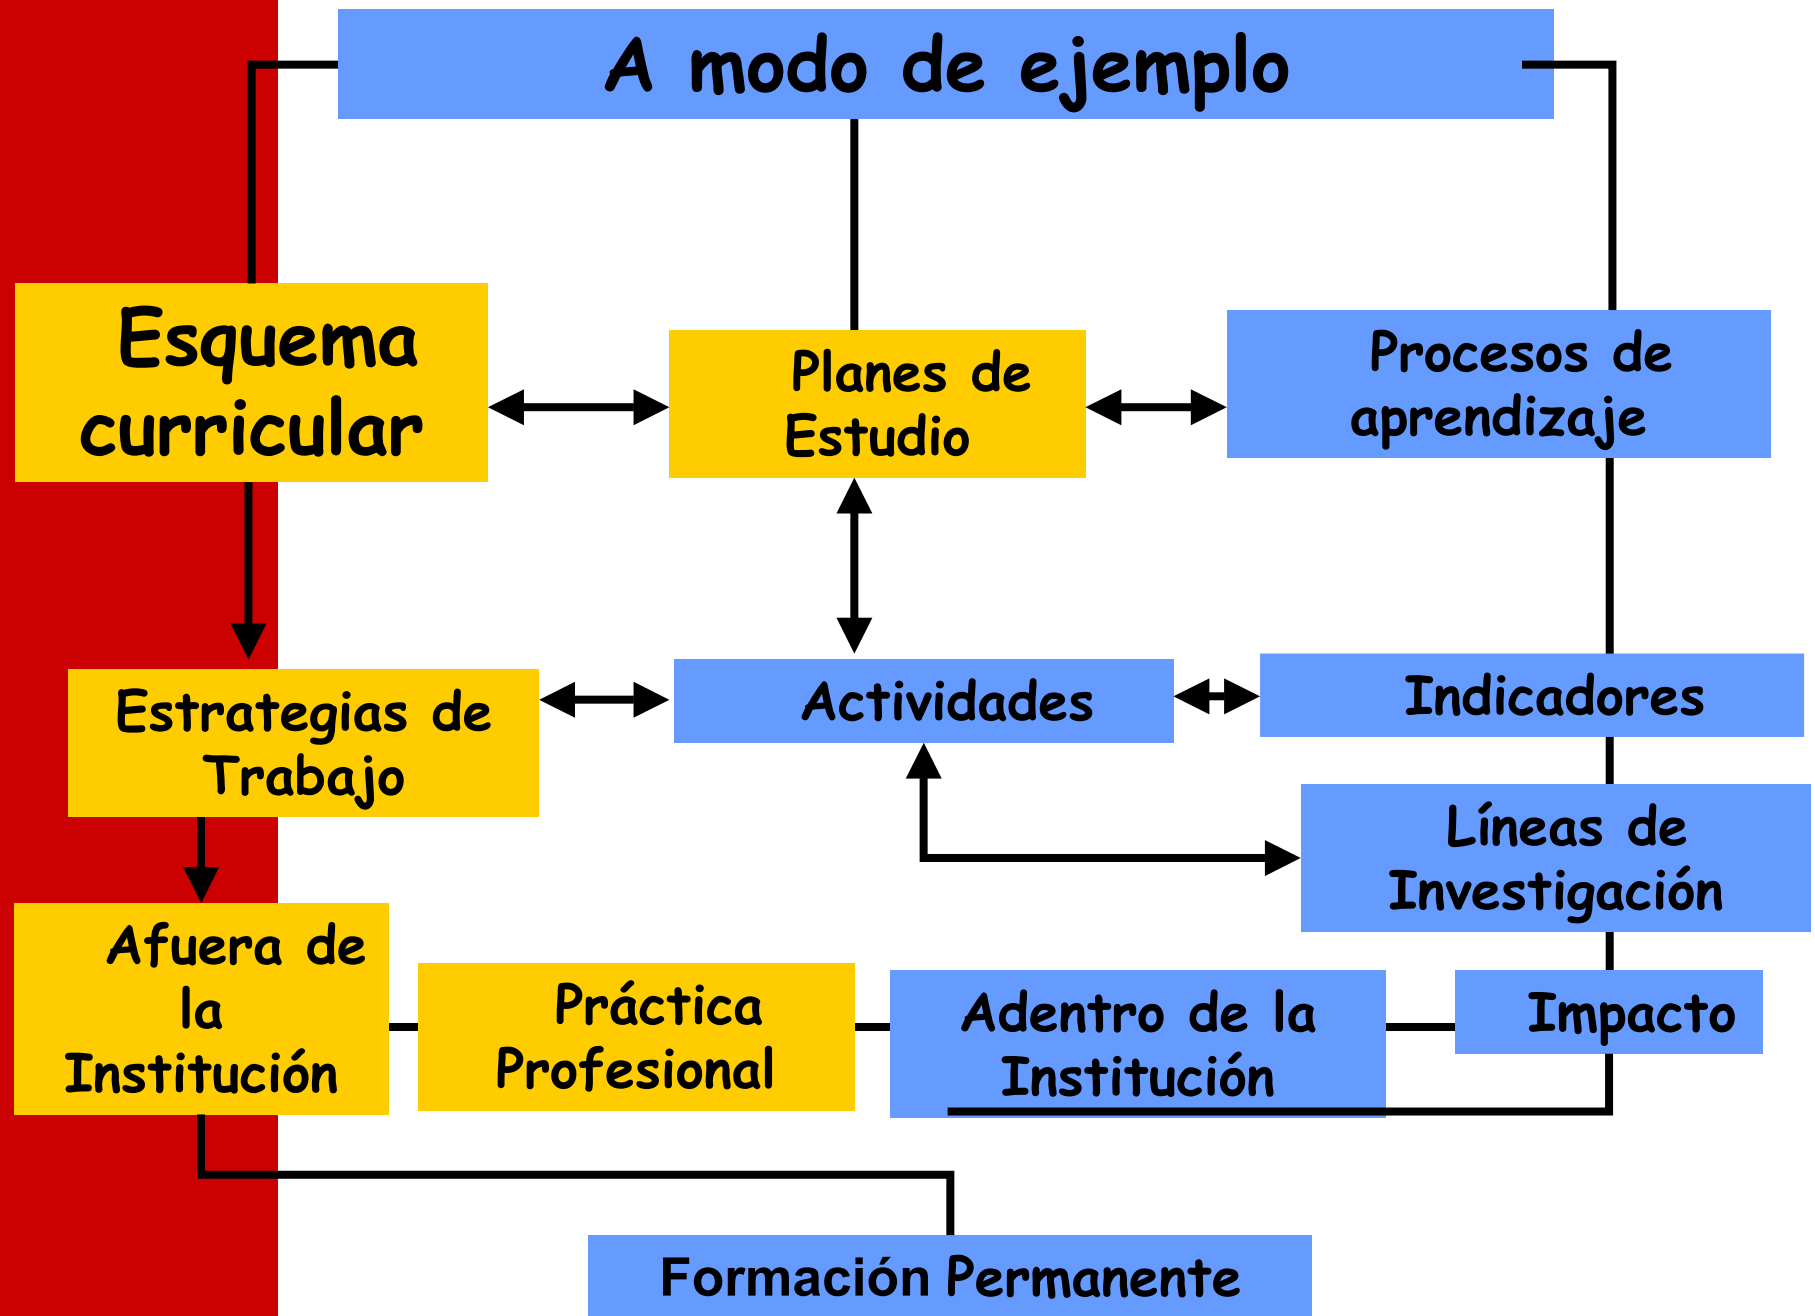 A modo de ejemplo
Esquema
curricular
Planes de
Estudio
Procesos de
aprendizaje
Estrategias de
Trabajo
Actividades
Indicadores
Líneas de
Investigación
Afuera de
la
Institución
Práctica
Profesional
Adentro de la
Institución
Impacto
Formación Permanente